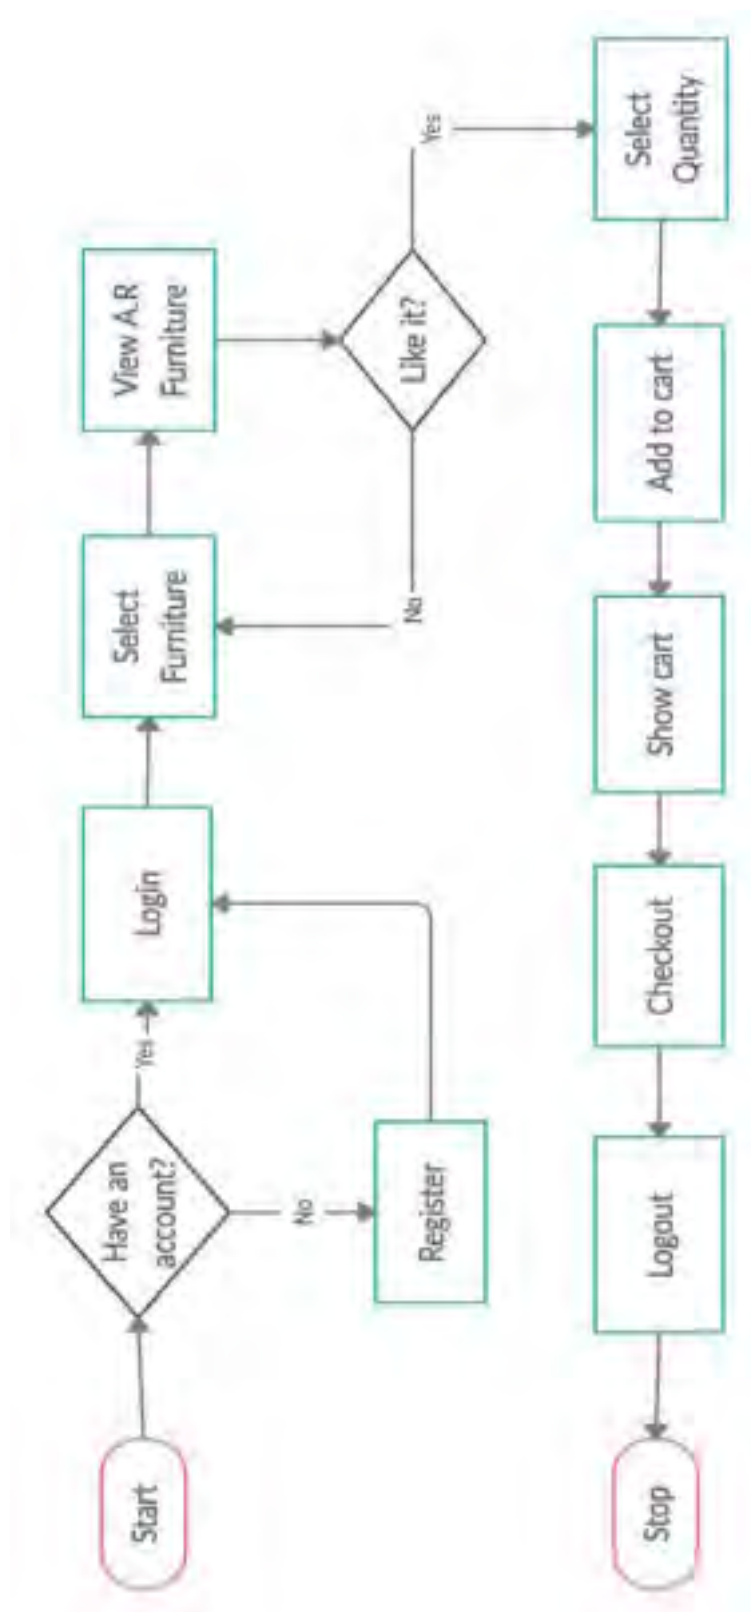 Start
Have an
account?
Yes
No
Register
Login
Select
Furniture
View A.R
Furniture
Like it?
No
Yes
Select
Quantity
Add to cart
Show cart
Checkout
Logout
Stop